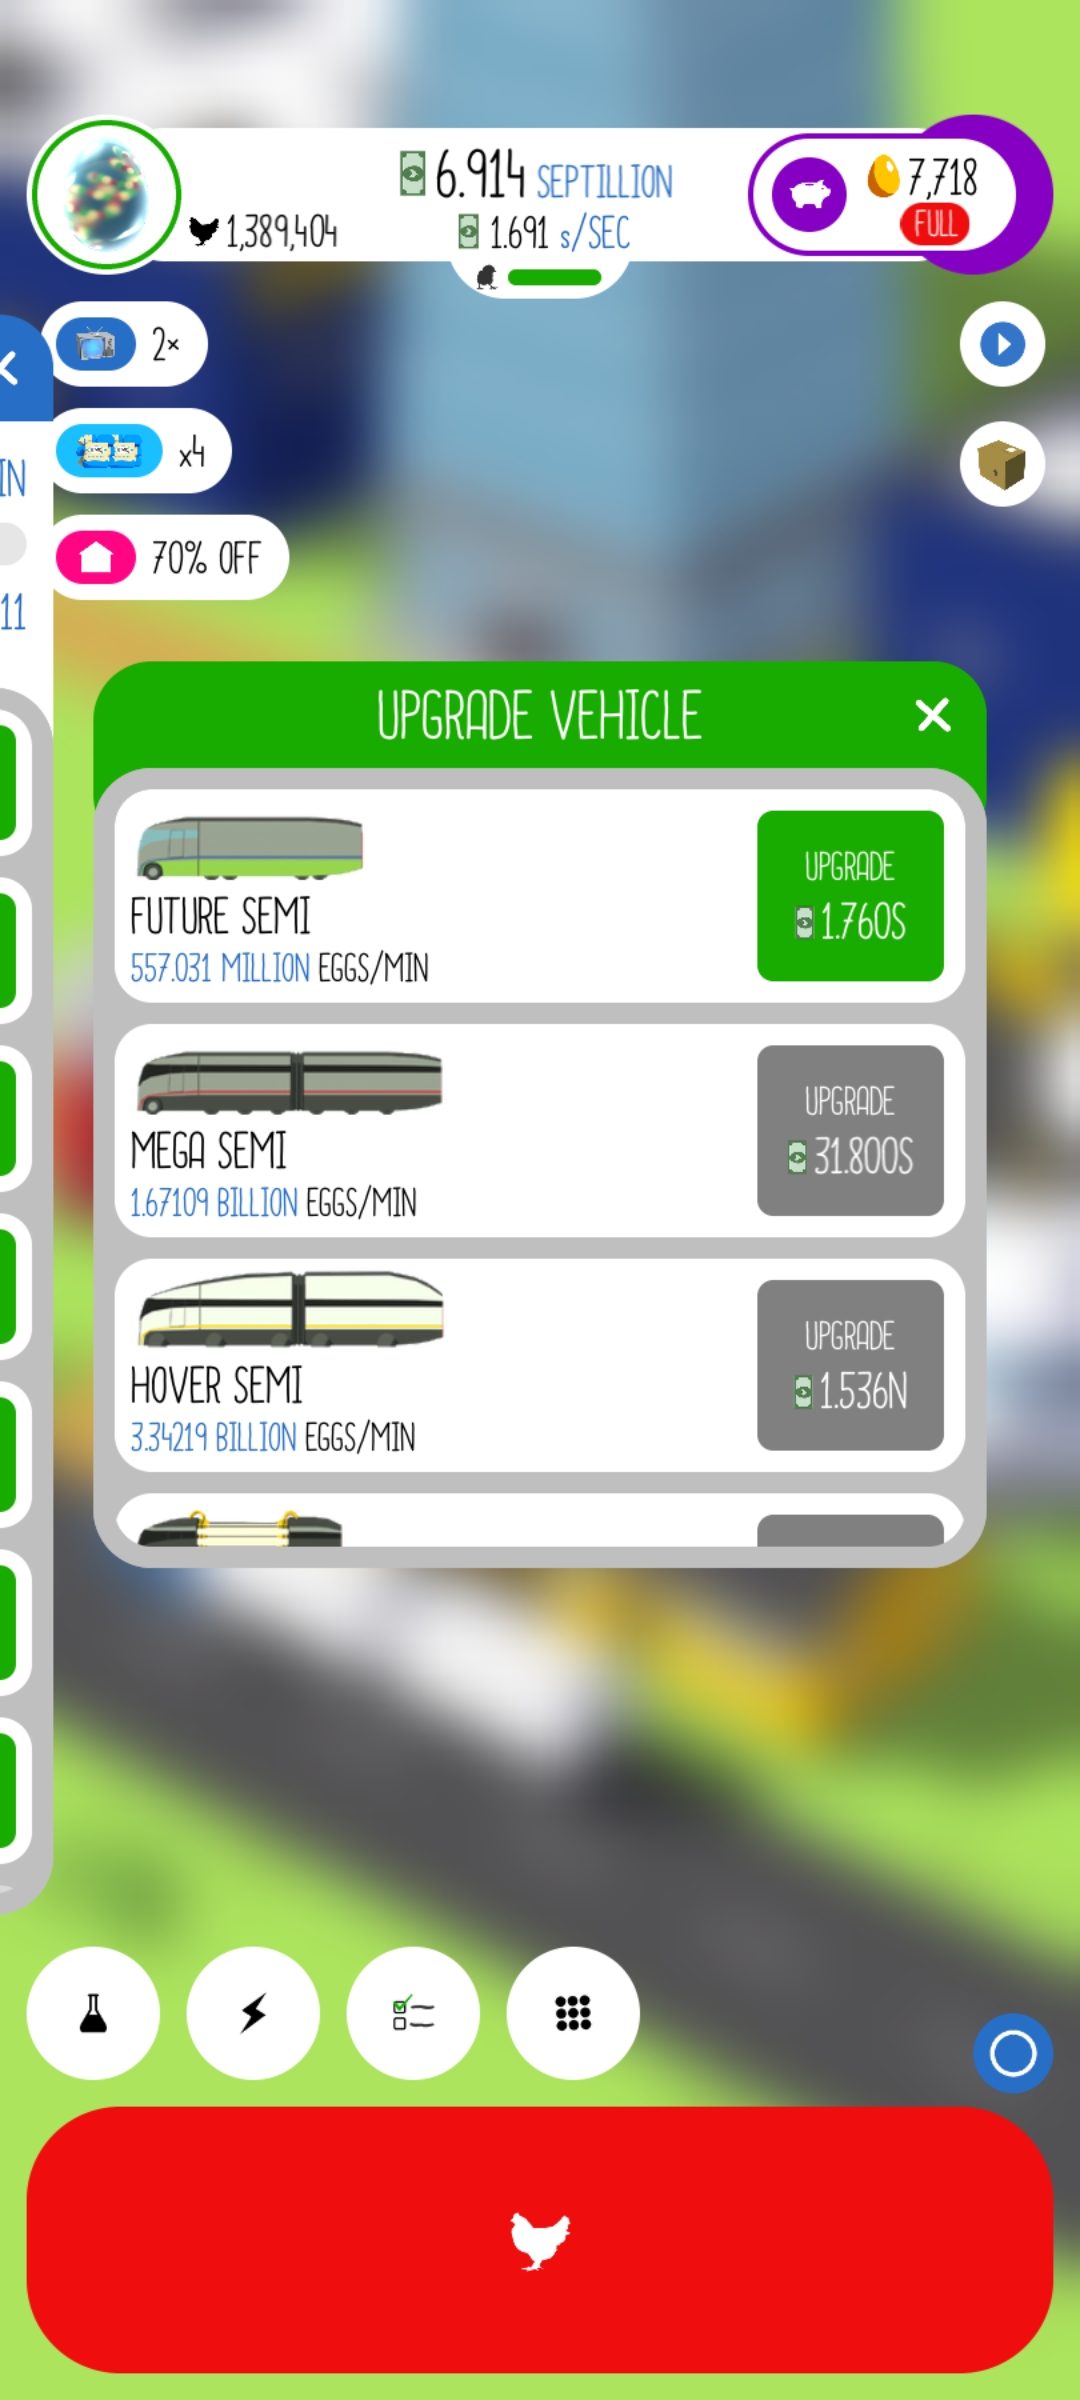 6.914 SEPTILLION
1,389,404
1.691 s/SEC
7,718
FULL
2×
x4
IN
70% OFF
11
UPGRADE VEHICLE
FUTURE SEMI
557.031 MILLION EGGS/MIN
UPGRADE
1.760S
MEGA SEMI
1.67109 BILLION EGGS/MIN
UPGRADE
31.800S
HOVER SEMI
3.34219 BILLION EGGS/MIN
UPGRADE
1.536N